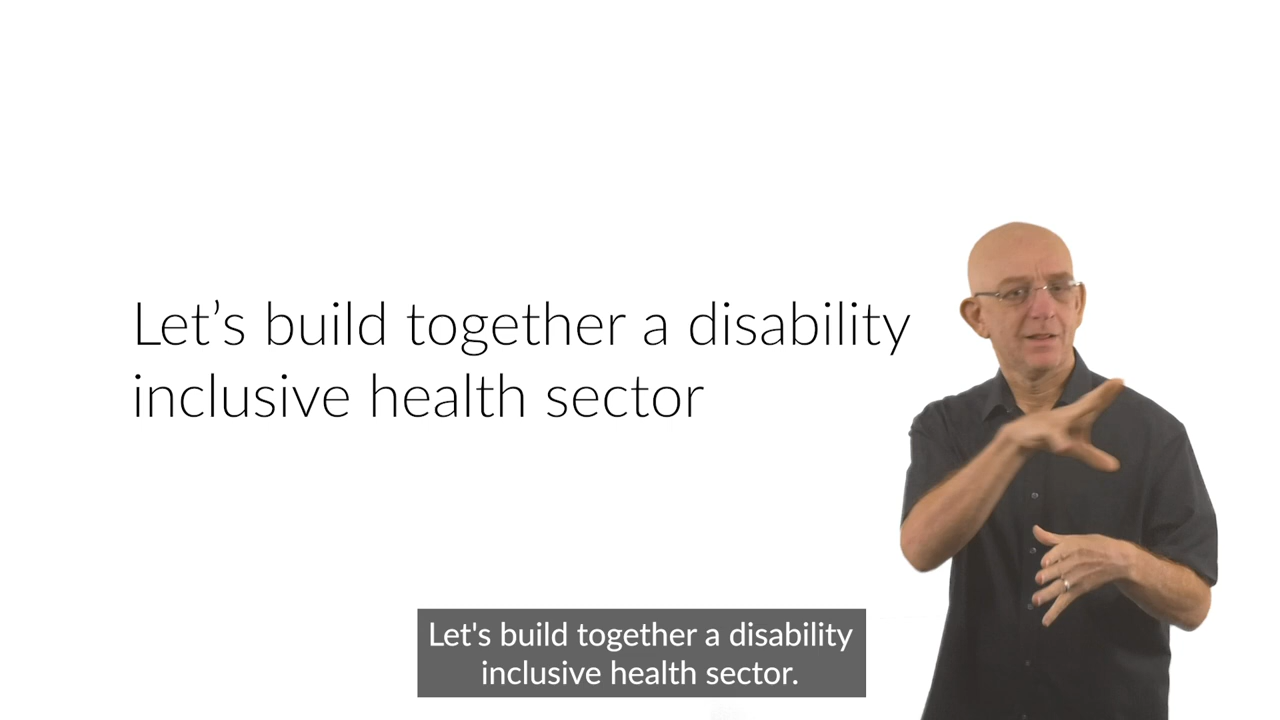 Let’s build together a disability
inclusive health sector
Let's build together a disability
inclusive health sector.